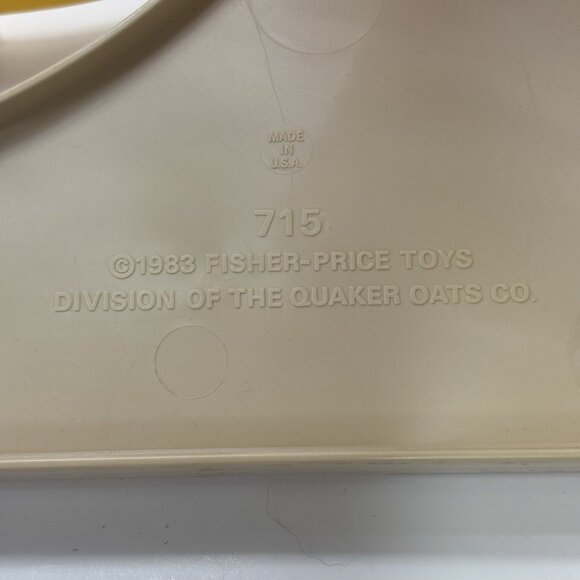 MADE
IN
U.S.A.
715
©1983 FISHER-PRICE TOYS
DIVISION OF THE QUAKER OATS CO.